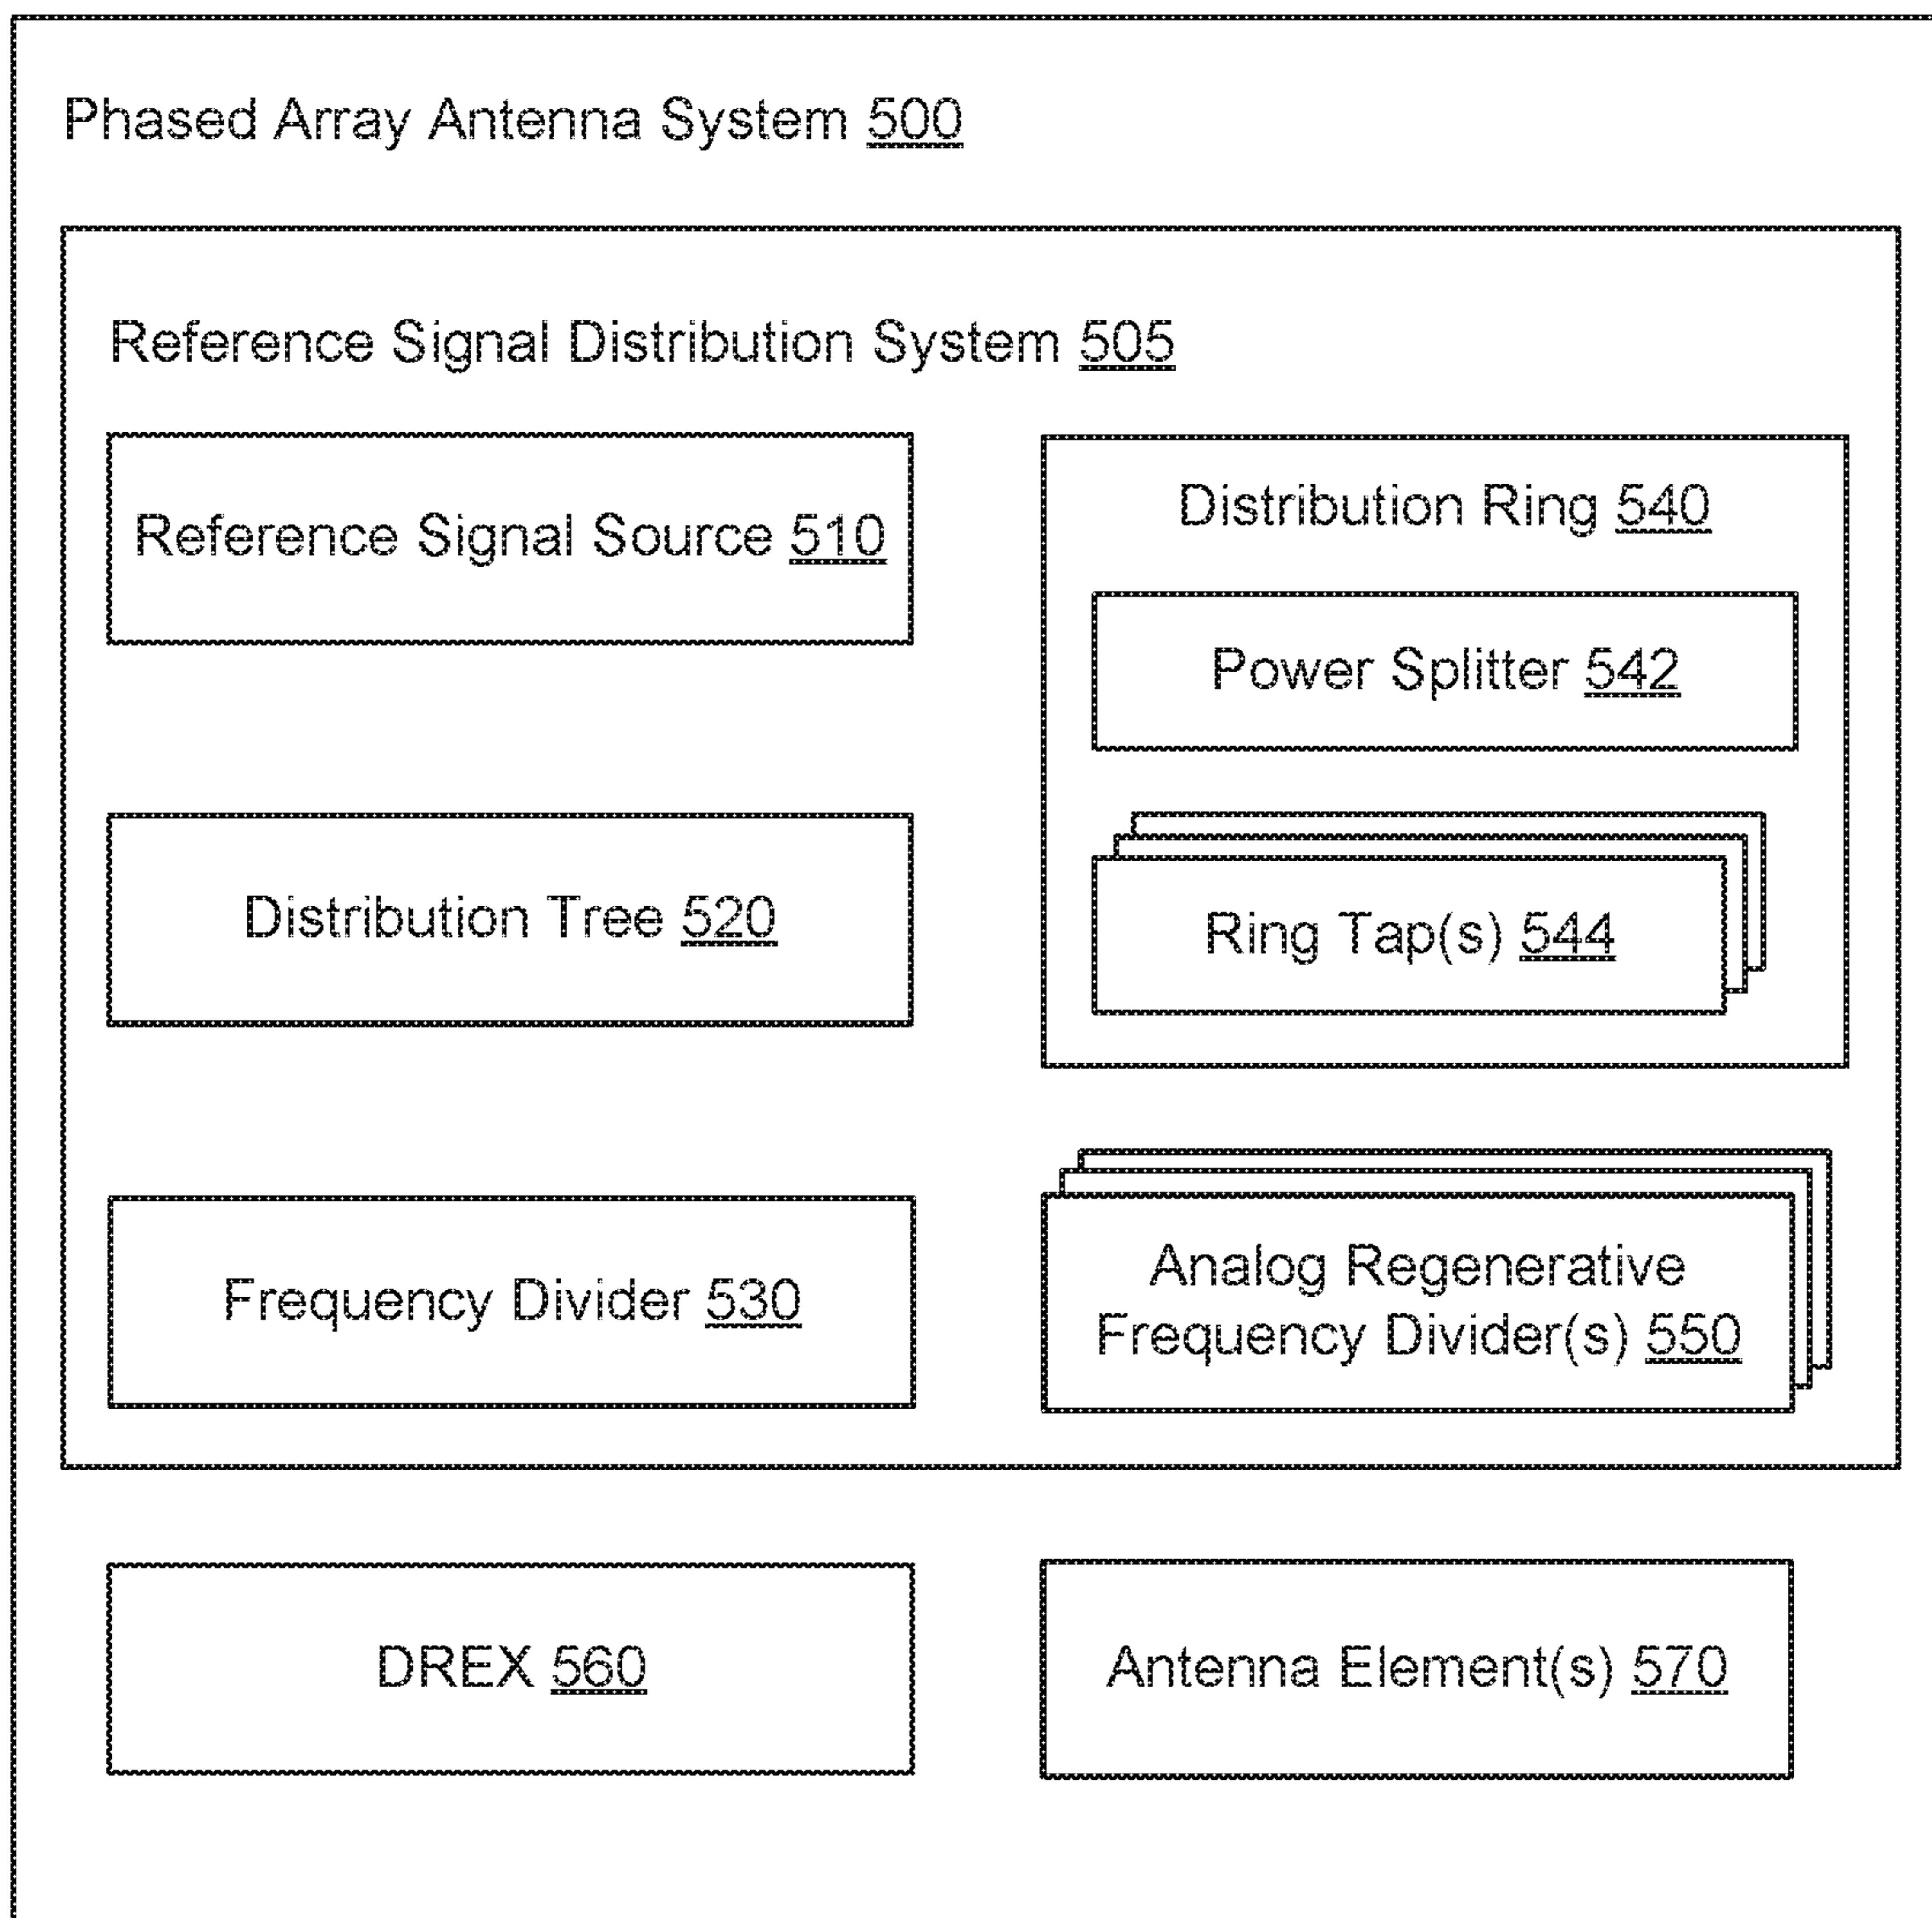 Phased Array Antenna System 500
Reference Signal Distribution System 505
Reference Signal Source 510
Distribution Tree 520
Frequency Divider 530
Distribution Ring 540
Power Splitter 542
Ring Tap(s) 544
Analog Regenerative
Frequency Divider(s) 550
DREX 560
Antenna Element(s) 570